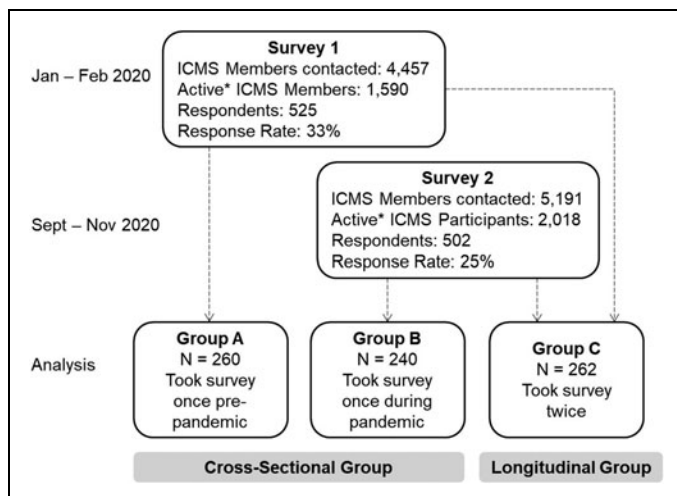 Survey 1
Jan – Feb 2020
ICMS Members contacted: 4,457
Active* ICMS Members: 1,590
Respondents: 525
Response Rate: 33%
Survey 2
Sept – Nov 2020
ICMS Members contacted: 5,191
Active* ICMS Participants: 2,018
Respondents: 502
Response Rate: 25%
Analysis
Group A
N = 260
Took survey
once pre-
pandemic
Group B
N = 240
Took survey
once during
pandemic
Group C
N = 262
Took survey
twice
Cross-Sectional Group
Longitudinal Group